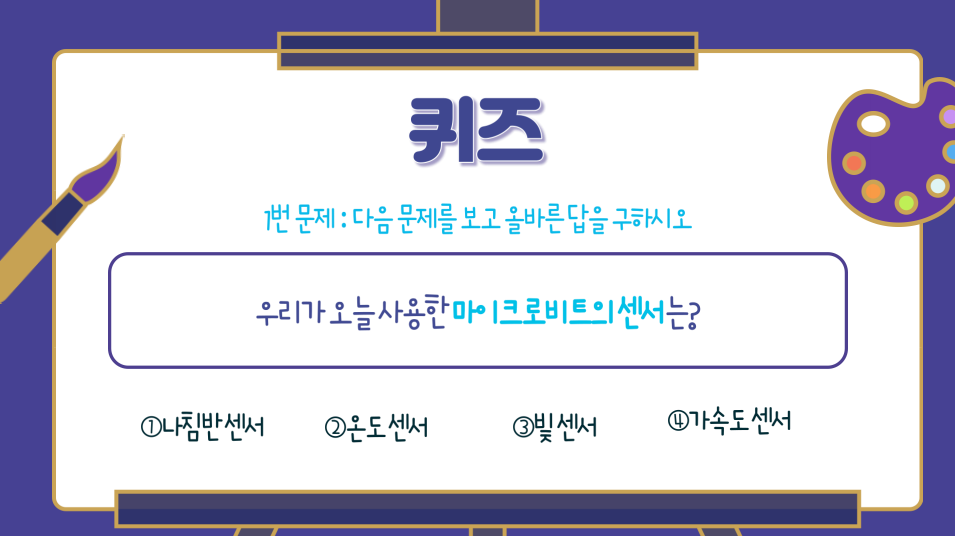 퀴즈
1번 문제 : 다음 문제를 보고 올바른 답을 구하시오
우리가 오늘 사용한 마이크로비트의 센서는?
①나침반 센서 ②온도 센서 ③빛 센서 ④가속도 센서